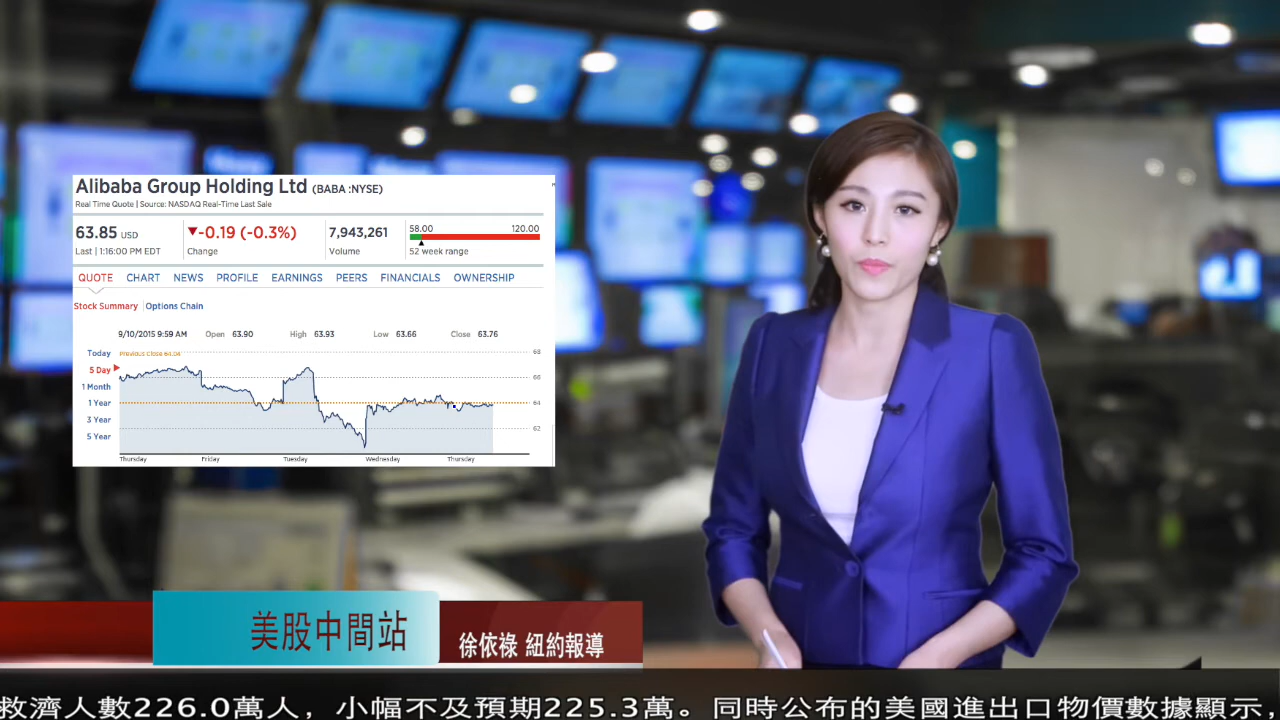 Alibaba Group Holding Ltd (BABA :NYSE)
Real Time Quote | Source: NASDAQ Real-Time Last Sale
63.85 USD
Last | 1:16:00 PM EDT
▼-0.19 (-0.3%)
Change
7,943,261
Volume
58.00 120.00
52 week range
QUOTE CHART NEWS PROFILE EARNINGS PEERS FINANCIALS OWNERSHIP
Stock Summary | Options Chain
9/10/2015 9:59 AM Open 63.90 High 63.93 Low 63.66 Close 63.76
Today
5 Day
1 Month
1 Year
3 Year
5 Year
Previous Close 64.04
68
66
64
62
Thursday Friday Tuesday Wednesday Thursday
美股中間站
徐依祿 紐約報導
救濟人數226.0萬人，小幅不及預期225.3萬。同時公布的美國進出口物價數據顯示，